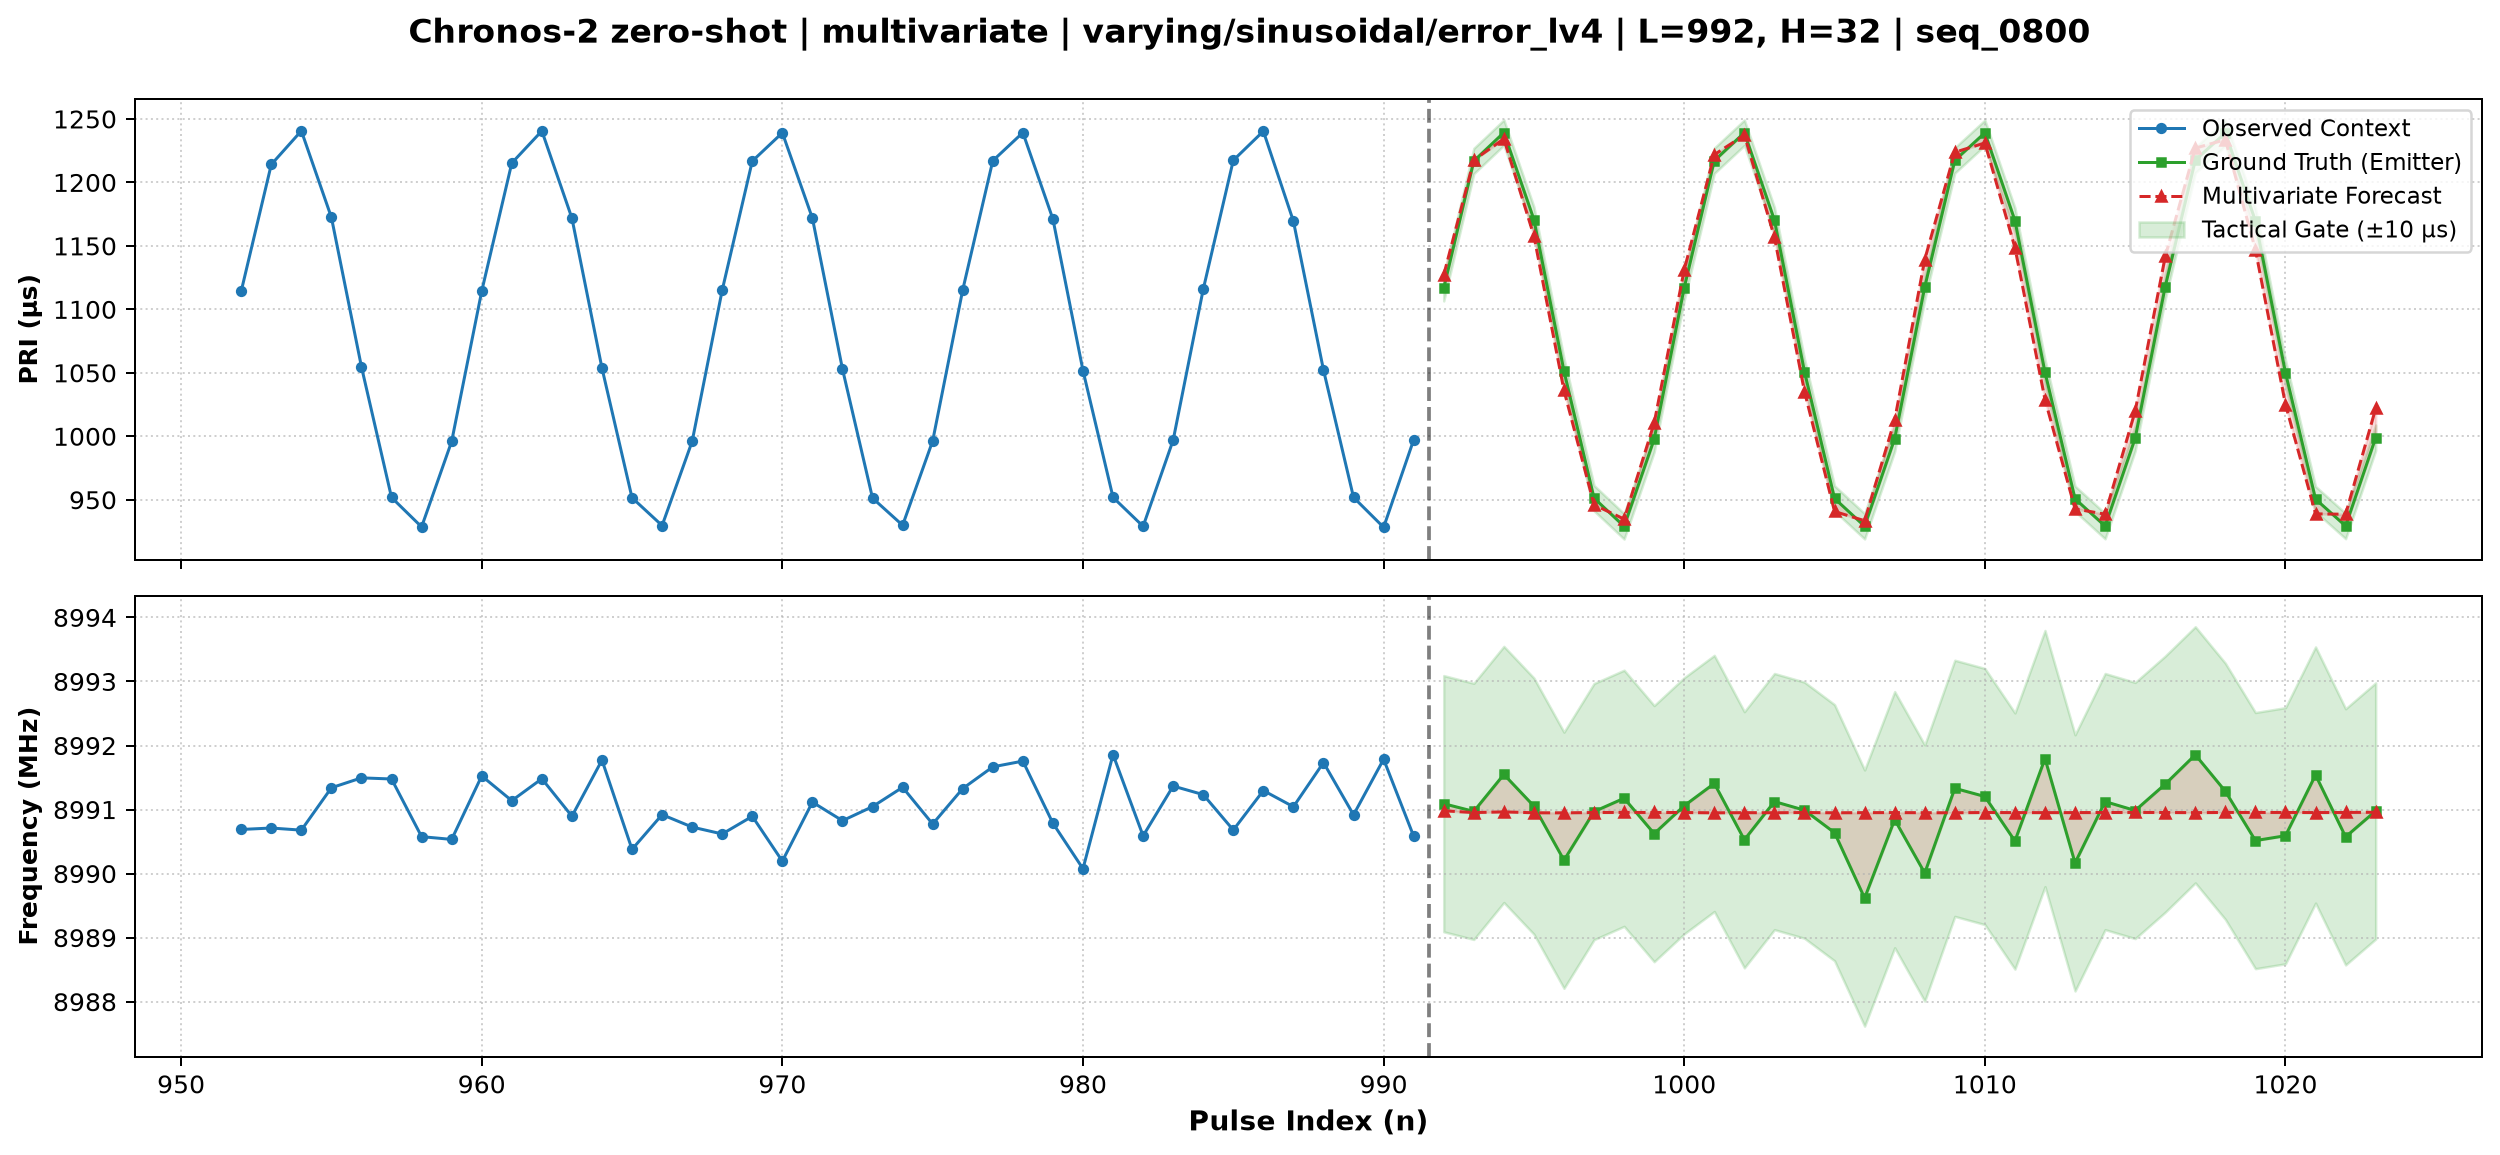 Chronos-2 zero-shot | multivariate | varying/sinusoidal/error_lv4 | L=992, H=32 | seq_0800
1250
1200
1150
1100
1050
1000
950
PRI (µs)
Observed Context
Ground Truth (Emitter)
Multivariate Forecast
Tactical Gate (±10 µs)
8994
8993
8992
8991
8990
8989
8988
Frequency (MHz)
950 960 970 980 990 1000 1010 1020
Pulse Index (n)